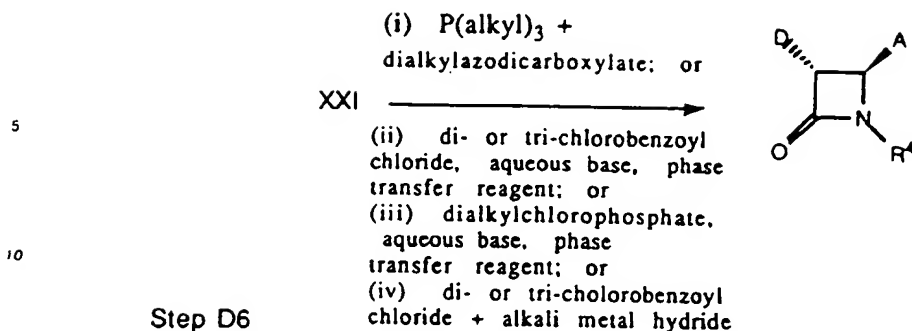 (i) P(alkyl)3 +
dialkylazodicarboxylate; or
XXI
(ii) di- or tri-chlorobenzoyl
chloride, aqueous base, phase
transfer reagent; or
(iii) dialkylchlorophosphate,
aqueous base, phase
transfer reagent; or
(iv) di- or tri-cholorobenzoyl
chloride + alkali metal hydride
Step D6
5
10
D
A
N
O